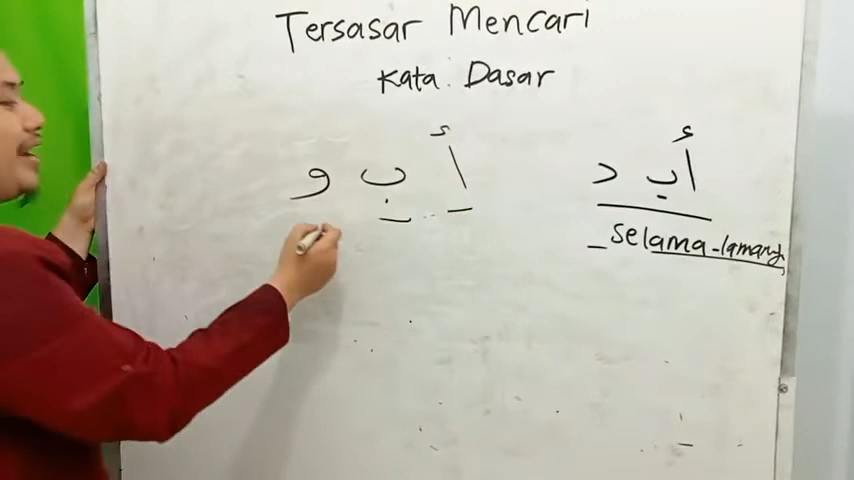 Tersasar Mencari
Kata Dasar
أ ب د
أ ب و
_ selama-lamanya